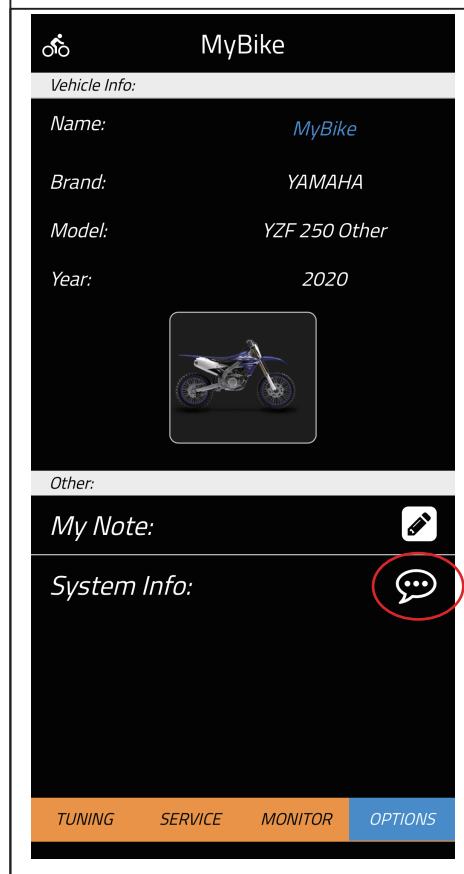 MyBike
Vehicle Info:
Name: MyBike
Brand: YAMAHA
Model: YZF 250 Other
Year: 2020
Other:
My Note:
System Info:
TUNING SERVICE MONITOR OPTIONS